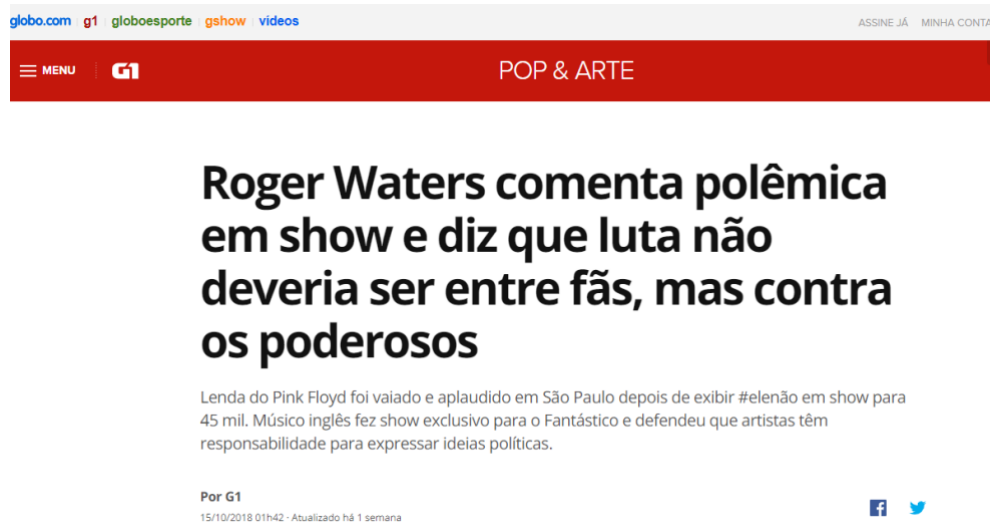 globo.com g1 globoesporte gshow videos ASSINE JÁ MINHA CONTA
MENU G1 POP & ARTE
Roger Waters comenta polêmica
em show e diz que luta não
deveria ser entre fãs, mas contra
os poderosos
Lenda do Pink Floyd foi vaiado e aplaudido em São Paulo depois de exibir #elenão em show para
45 mil. Músico inglês fez show exclusivo para o Fantástico e defendeu que artistas têm
responsabilidade para expressar ideias políticas.
Por G1
15/10/2018 01h42 - Atualizado há 1 semana